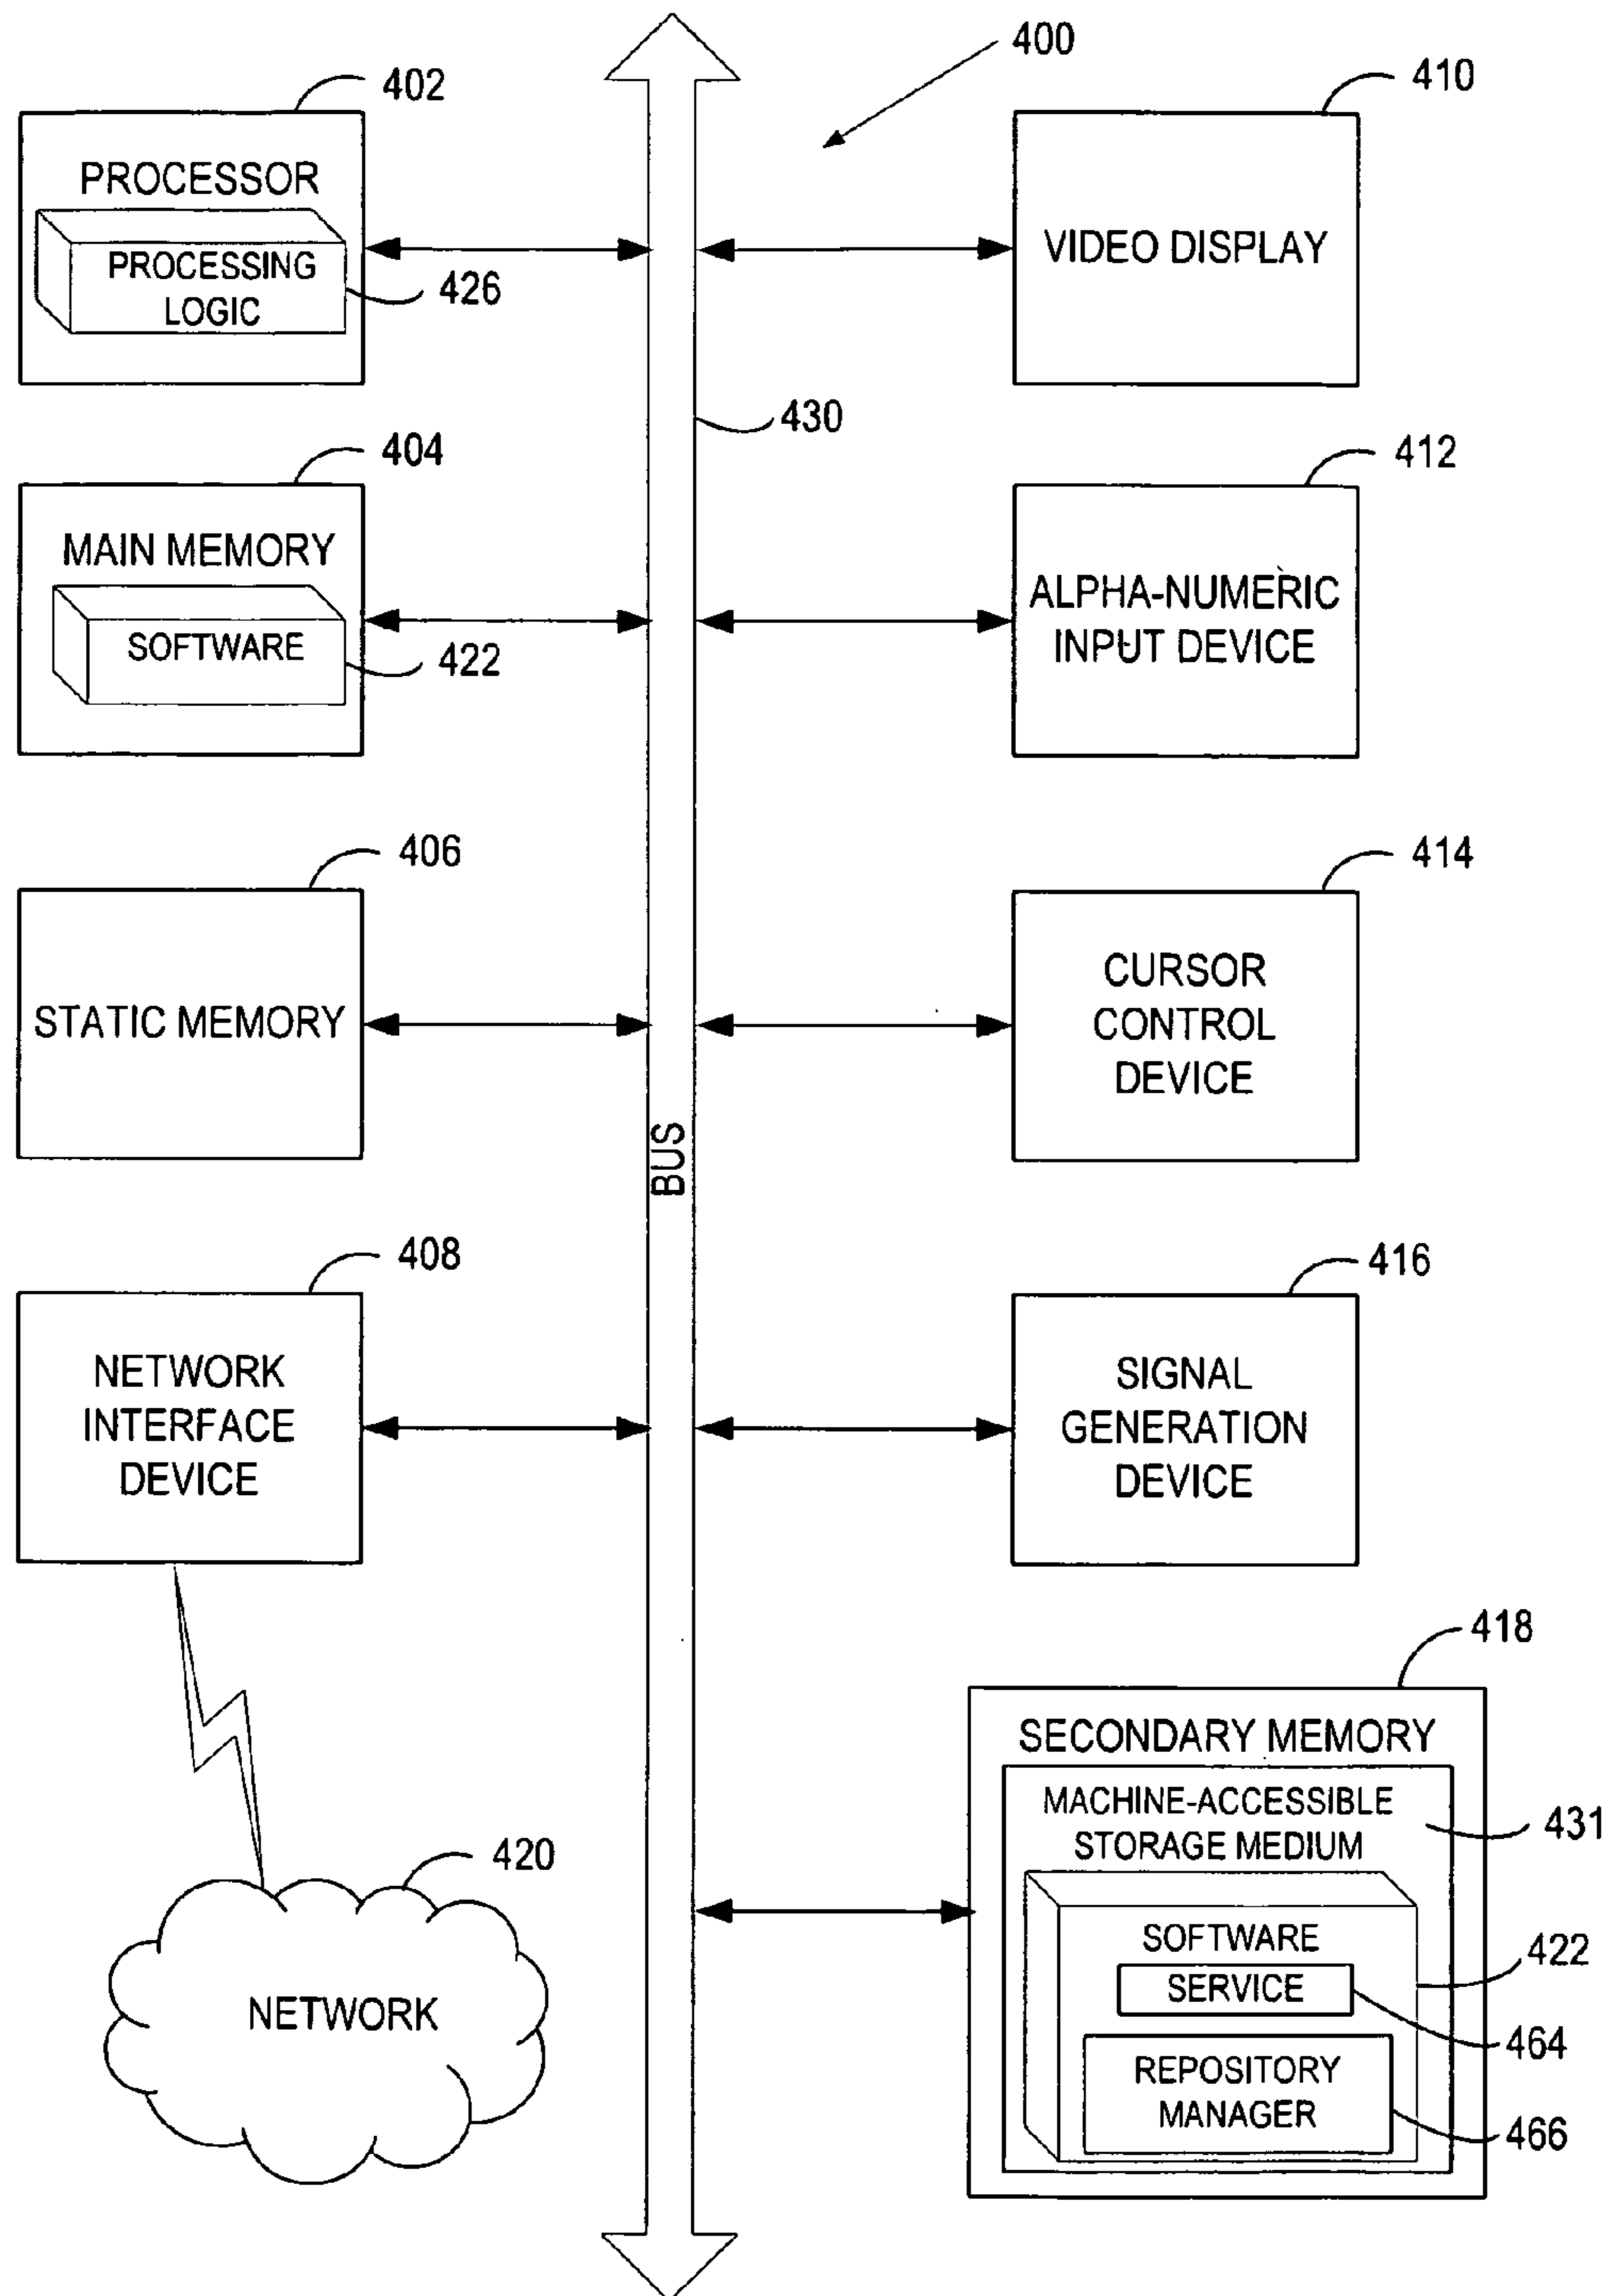 400
402
PROCESSOR
PROCESSING
LOGIC
426
410
VIDEO DISPLAY
430
404
MAIN MEMORY
SOFTWARE
422
412
ALPHA-NUMERIC
INPUT DEVICE
406
STATIC MEMORY
414
CURSOR
CONTROL
DEVICE
BUS
408
NETWORK
INTERFACE
DEVICE
416
SIGNAL
GENERATION
DEVICE
420
NETWORK
418
SECONDARY MEMORY
MACHINE-ACCESSIBLE
STORAGE MEDIUM
431
SOFTWARE
422
SERVICE
464
REPOSITORY
MANAGER
466